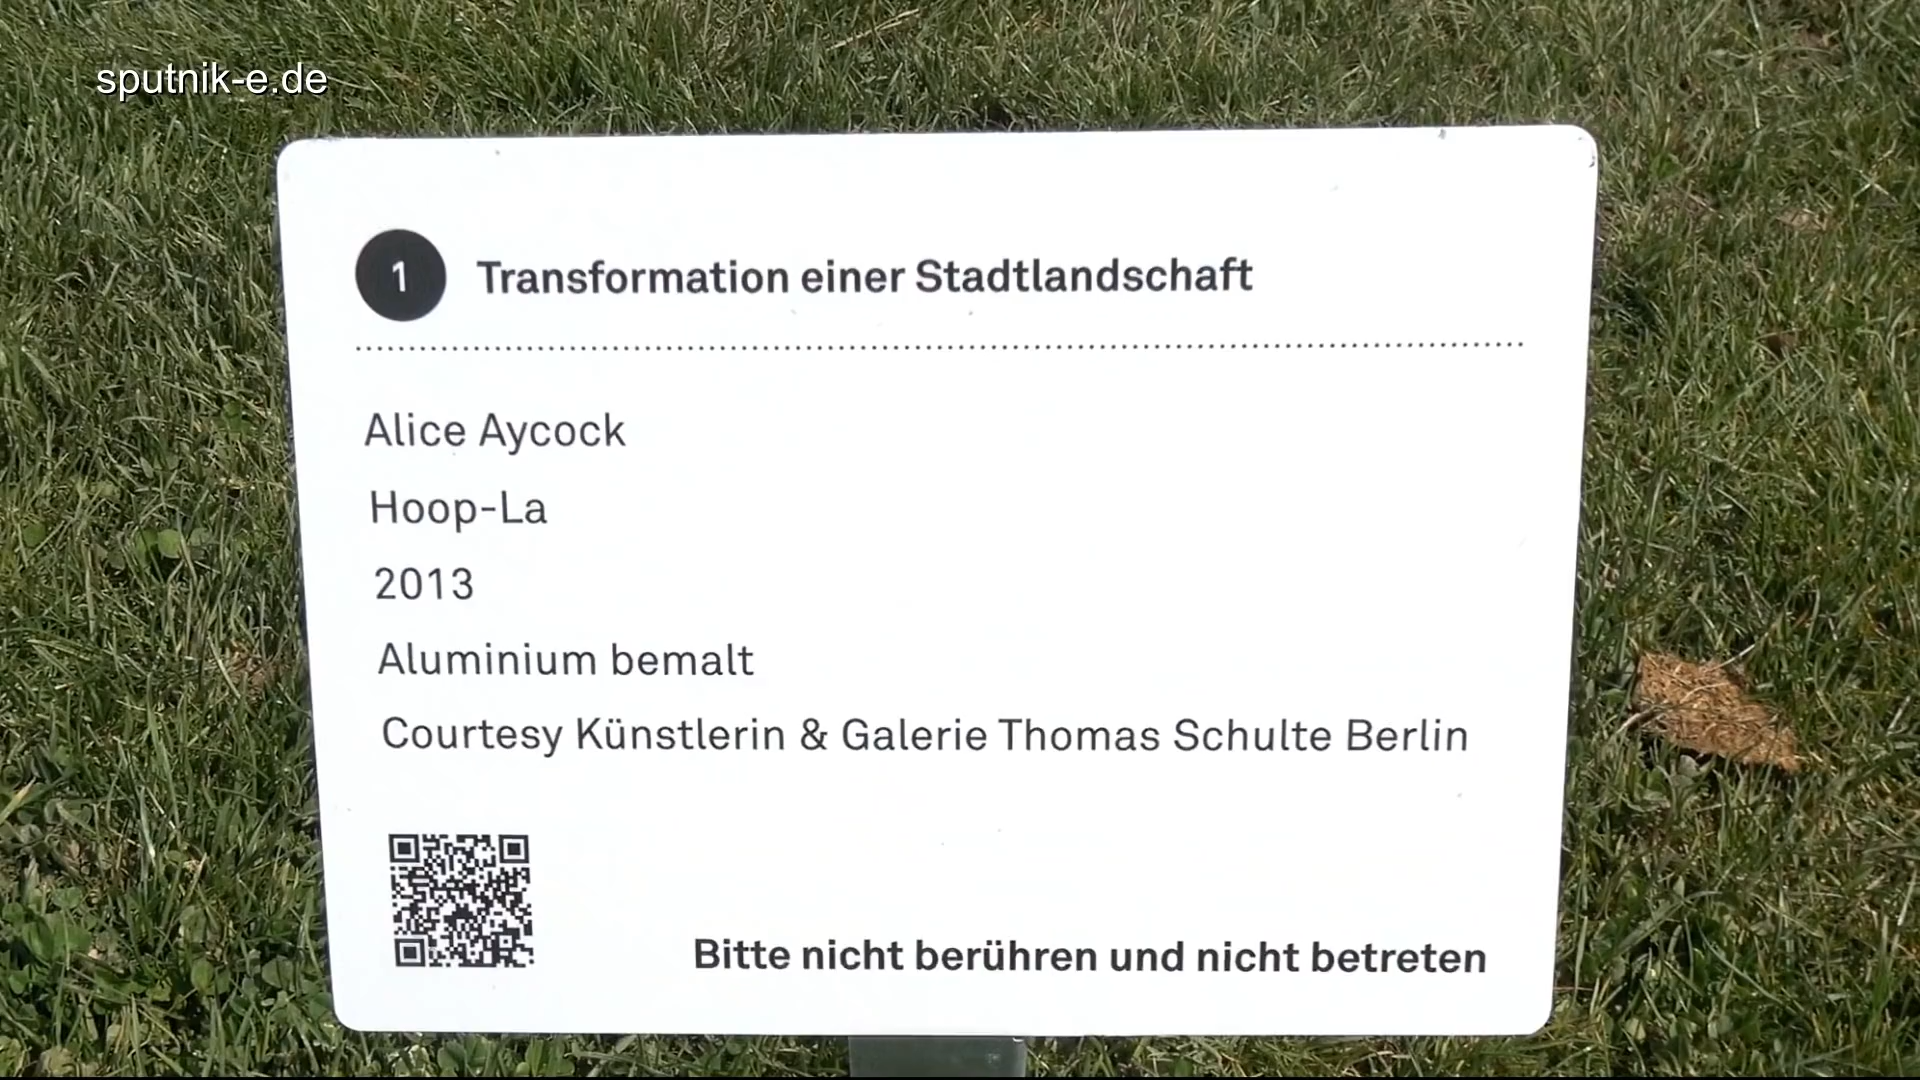 sputnik-e.de
1 Transformation einer Stadtlandschaft
Alice Aycock
Hoop-La
2013
Aluminium bemalt
Courtesy Künstlerin & Galerie Thomas Schulte Berlin
Bitte nicht berühren und nicht betreten